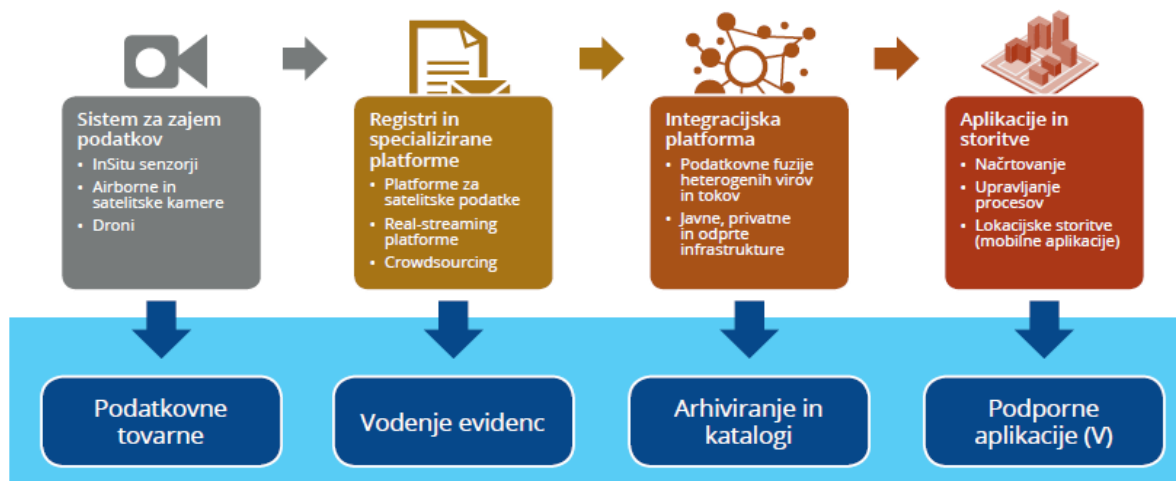 Sistem za zajem
podatkov
• InSitu senzorji
• Airborne in
satelitske kamere
• Droni
Registri in
specializirane
platforme
• Platforme za
satelitske podatke
• Real-streaming
platforme
• Crowdsourcing
Integracijska
platforma
• Podatkovne fuzije
heterogenih virov
in tokov
• Javne, privatne
in odprte
infrastrukture
Aplikacije in
storitve
• Načrtovanje
• Upravljanje
procesov
• Lokacijske storitve
(mobilne aplikacije)
Podatkovne
tovarne
Vodenje evidenc
Arhiviranje in
katalogi
Podporne
aplikacije (V)